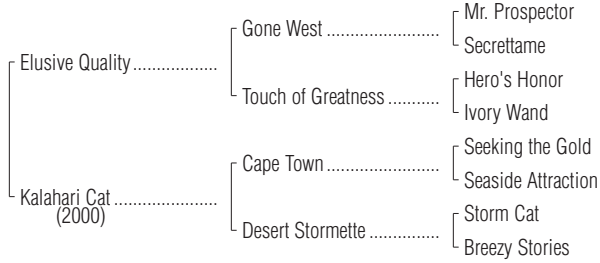 Mr. Prospector
Gone West
Secrettame
Elusive Quality
Hero's Honor
Touch of Greatness
Ivory Wand
Seeking the Gold
Cape Town
Seaside Attraction
Kalahari Cat
(2000)
Storm Cat
Desert Stormette
Breezy Stories